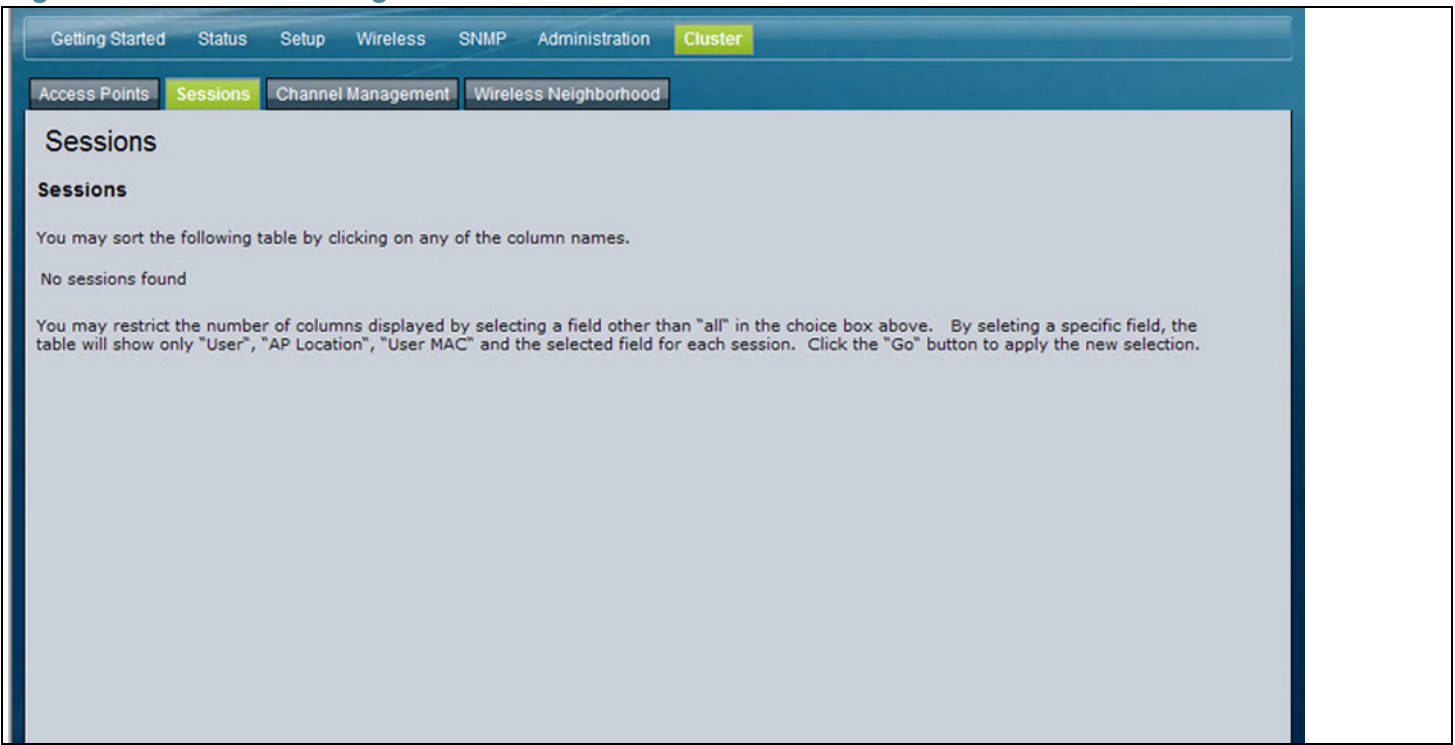 Getting Started Status Setup Wireless SNMP Administration Cluster
Access Points Sessions Channel Management Wireless Neighborhood
Sessions
Sessions
You may sort the following table by clicking on any of the column names.
No sessions found
You may restrict the number of columns displayed by selecting a field other than "all" in the choice box above. By seleting a specific field, the
table will show only "User", "AP Location", "User MAC" and the selected field for each session. Click the "Go" button to apply the new selection.